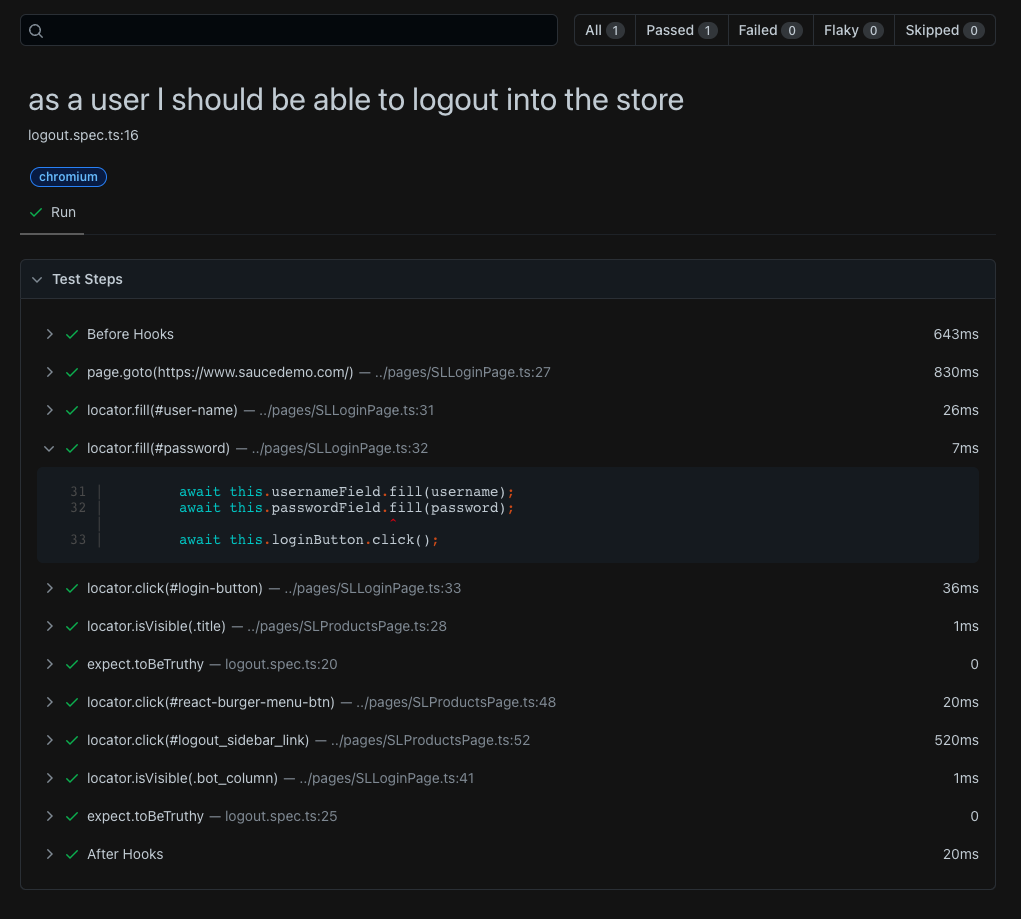 All 1 Passed 1 Failed 0 Flaky 0 Skipped 0
as a user I should be able to logout into the store
logout.spec.ts:16
chromium
Run
Test Steps
Before Hooks 643ms
page.goto(https://www.saucedemo.com/) — ../pages/SLLoginPage.ts:27 830ms
locator.fill(#user-name) — ../pages/SLLoginPage.ts:31 26ms
locator.fill(#password) — ../pages/SLLoginPage.ts:32 7ms
31 | await this.usernameField.fill(username);
32 | await this.passwordField.fill(password);
| ^
33 | await this.loginButton.click();
locator.click(#login-button) — ../pages/SLLoginPage.ts:33 36ms
locator.isVisible(.title) — ../pages/SLProductsPage.ts:28 1ms
expect.toBeTruthy — logout.spec.ts:20 0
locator.click(#react-burger-menu-btn) — ../pages/SLProductsPage.ts:48 20ms
locator.click(#logout_sidebar_link) — ../pages/SLProductsPage.ts:52 520ms
locator.isVisible(.bot_column) — ../pages/SLLoginPage.ts:41 1ms
expect.toBeTruthy — logout.spec.ts:25 0
After Hooks 20ms